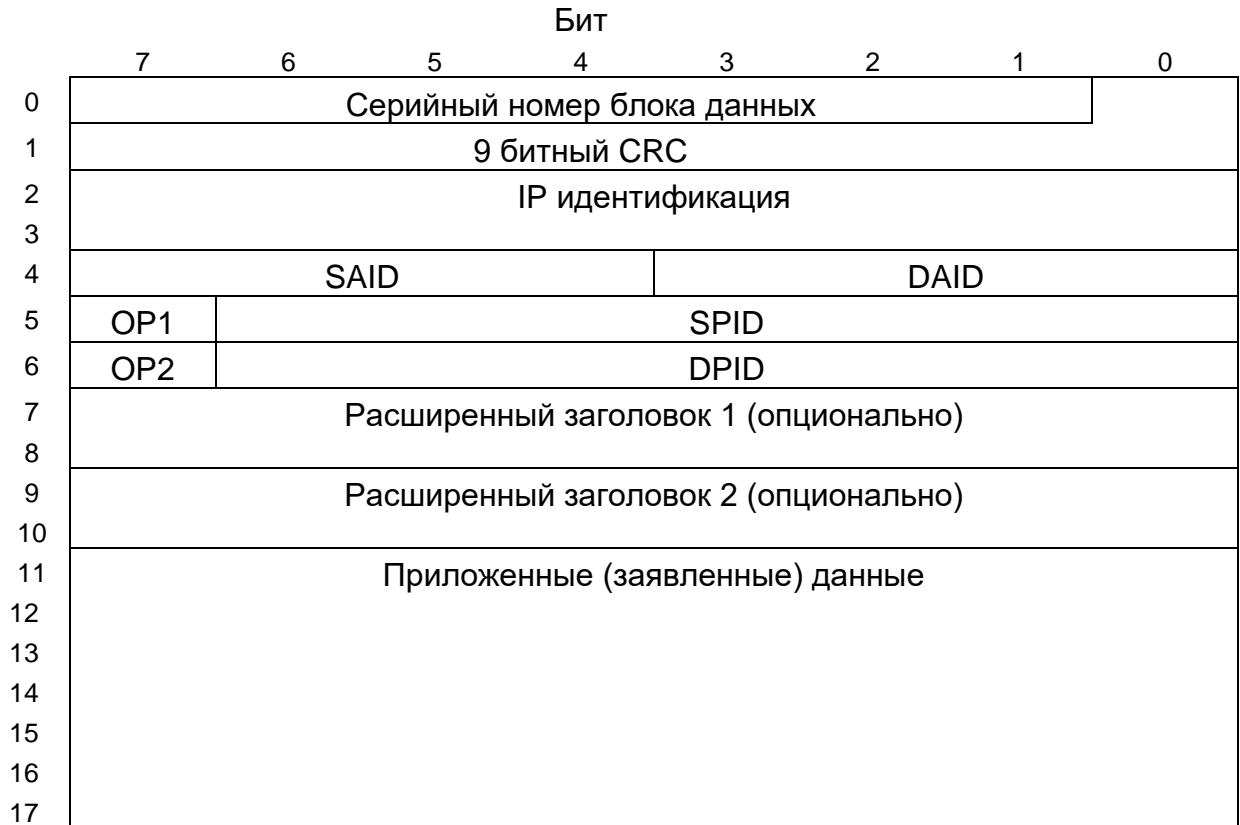 Бит
7 6 5 4 3 2 1 0
0 Серийный номер блока данных
1 9 битный CRC
2 IP идентификация
3
4 SAID DAID
5 OP1 SPID
6 OP2 DPID
7 Расширенный заголовок 1 (опционально)
8
9 Расширенный заголовок 2 (опционально)
10
11 Приложенные (заявленные) данные
12
13
14
15
16
17